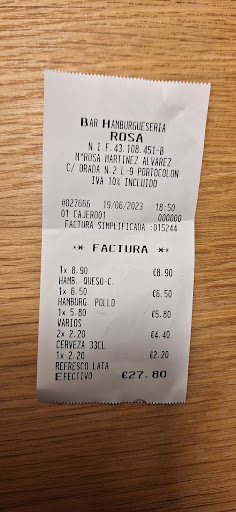 BAR HAMBURGUESERIA
ROSA
N.I.F.43.108.451-B
MªROSA MARTINEZ ALVAREZ
C/ ORADA N.2 L-9 PORTOCOLON
IVA 10% INCLUIDO
#027666 19/06/2023 18:50
01 CAJERO01 000000
FACTURA SIMPLIFICADA :015244
** FACTURA **
1x 8.90 €8.90
HAMB. QUESO-C.
1x 6.50 €6.50
HAMBURG. POLLO
1x 5.80 €5.80
VARIOS
2x 2.20 €4.40
CERVEZA 33CL
1x 2.20 €2.20
REFRESCO LATA
EFECTIVO €27.80